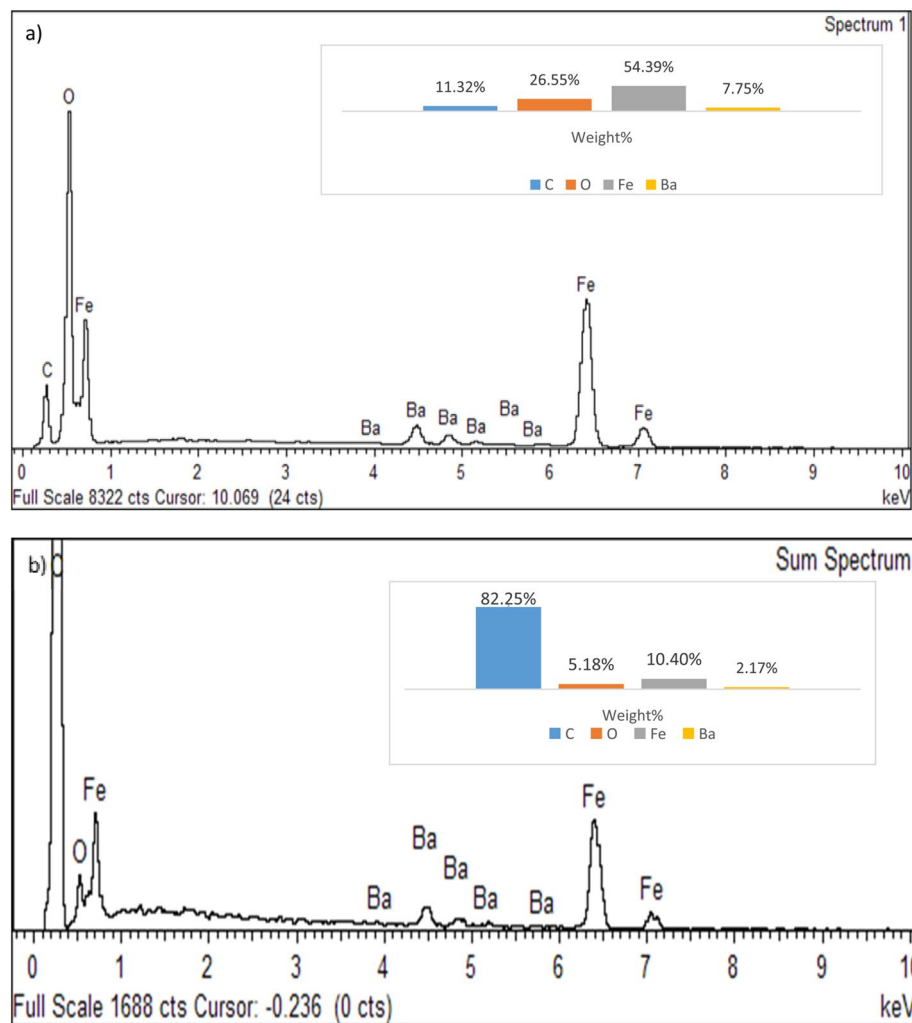 a)
Spectrum 1
11.32%
26.55%
54.39%
7.75%
Weight%
C O Fe Ba
O
Fe
C
Ba
Ba
Ba
Ba
Ba
Ba
Fe
Fe
0 1 2 3 4 5 6 7 8 9 10
Full Scale 8322 cts Cursor: 10.069 (24 cts)
keV
b)
Sum Spectrum
82.25%
5.18%
10.40%
2.17%
Weight%
C O Fe Ba
O
Fe
Ba
Ba
Ba
Ba
Ba
Fe
Fe
0 1 2 3 4 5 6 7 8 9 10
Full Scale 1688 cts Cursor: -0.236 (0 cts)
keV